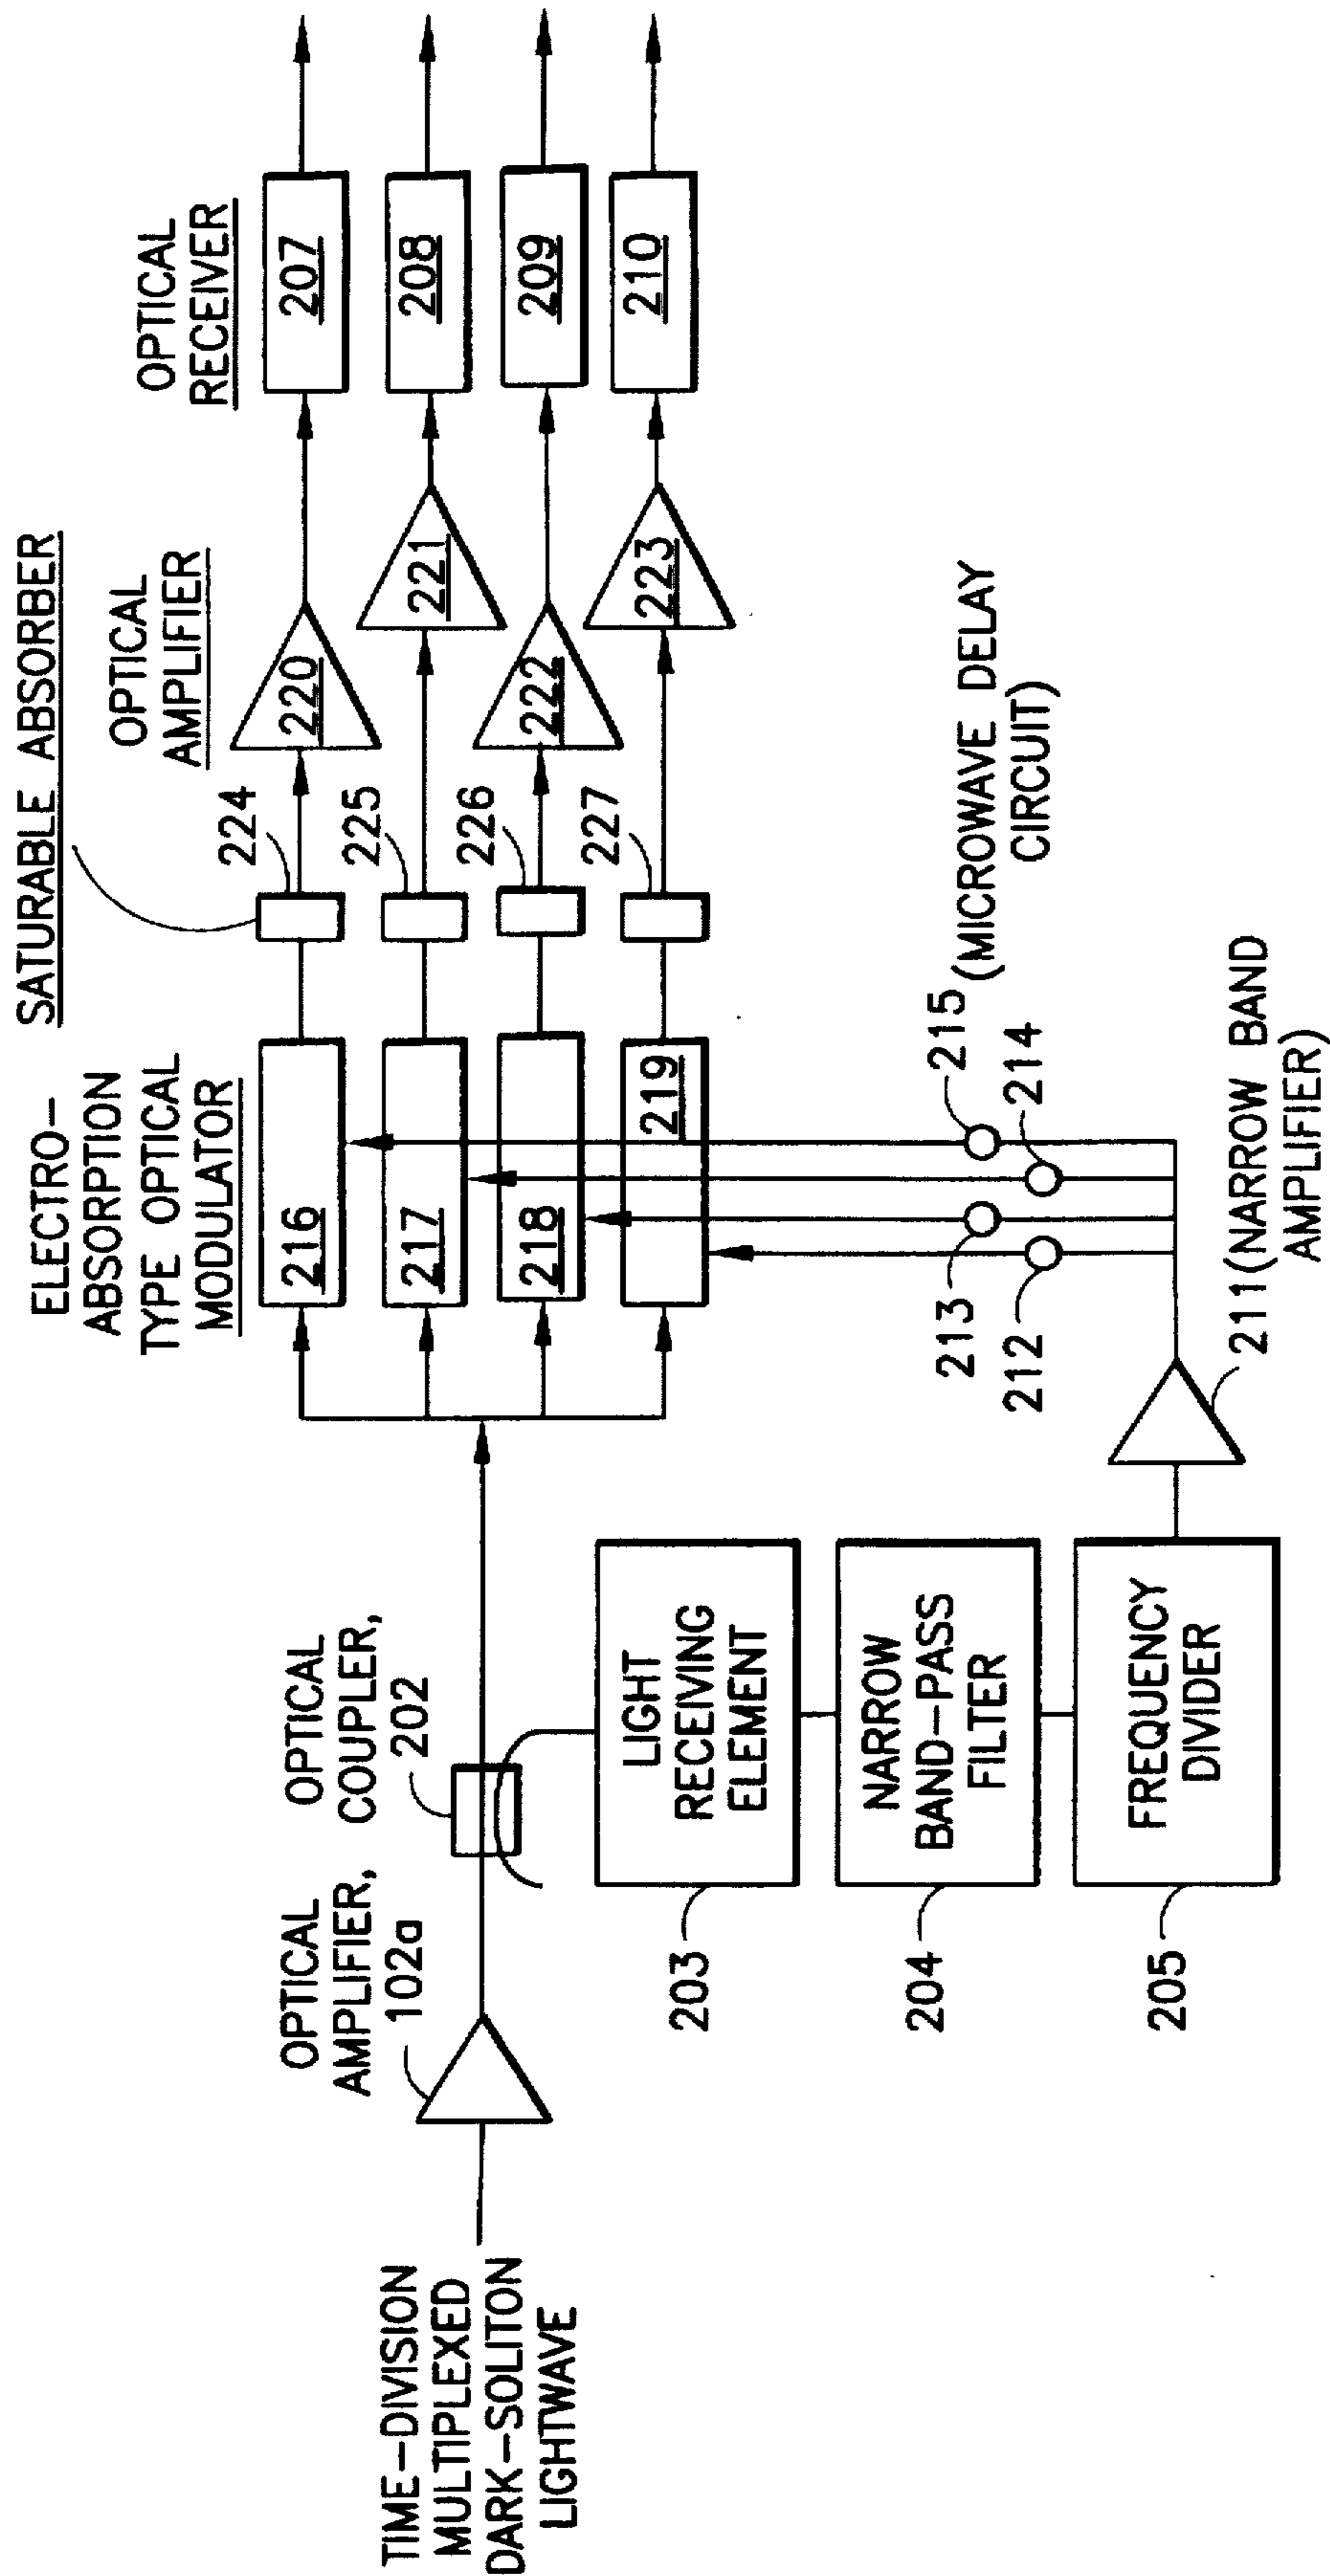 TIME-DIVISION
MULTIPLEXED
DARK-SOLITON
LIGHTWAVE
OPTICAL
AMPLIFIER,
102a
OPTICAL
COUPLER,
202
LIGHT
RECEIVING
ELEMENT
203
NARROW
BAND-PASS
FILTER
204
FREQUENCY
DIVIDER
205
211(NARROW BAND
AMPLIFIER)
212
213
214
215(MICROWAVE DELAY
CIRCUIT)
ELECTRO-
ABSORPTION
TYPE OPTICAL
MODULATOR
216
217
218
219
SATURABLE ABSORBER
224
225
226
227
OPTICAL
AMPLIFIER
220
221
222
223
OPTICAL
RECEIVER
207
208
209
210